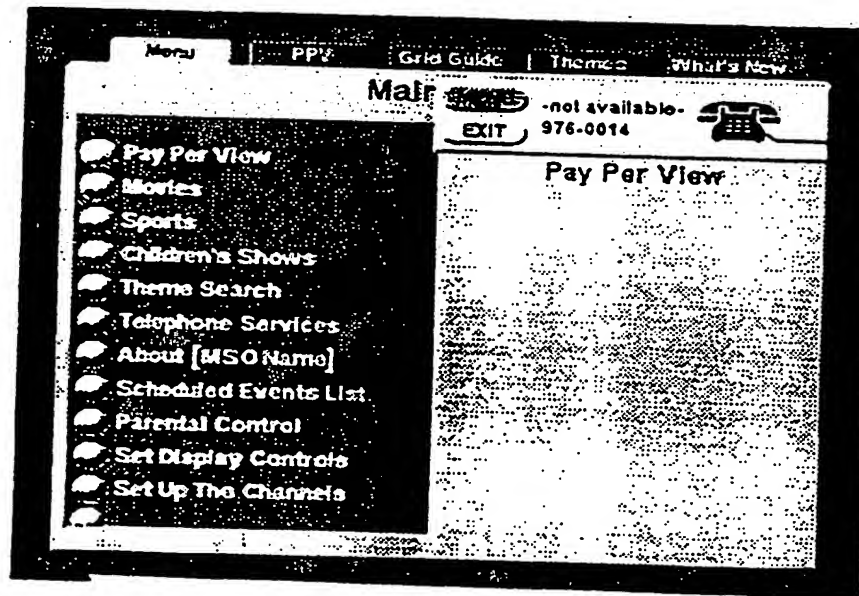 Menu PPV Grid Guide Themes What's New
Main
-not available-
EXIT 976-0014
Pay Per View
Pay Per View
Movies
Sports
Children's Shows
Theme Search
Telephone Services
About [MSO Name]
Scheduled Events List
Parental Control
Set Display Controls
Set Up The Channels